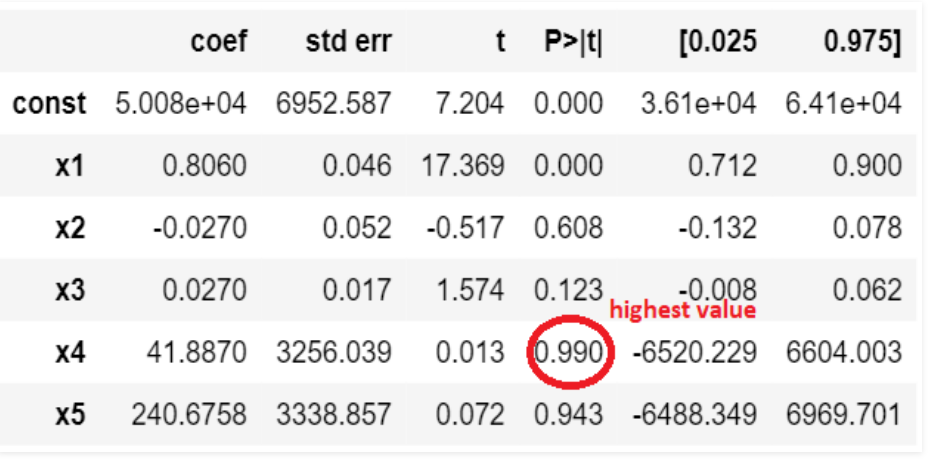 coef std err t P>|t| [0.025 0.975]
const 5.008e+04 6952.587 7.204 0.000 3.61e+04 6.41e+04
x1 0.8060 0.046 17.369 0.000 0.712 0.900
x2 -0.0270 0.052 -0.517 0.608 -0.132 0.078
x3 0.0270 0.017 1.574 0.123 -0.008 0.062
highest value
x4 41.8870 3256.039 0.013 0.990 -6520.229 6604.003
x5 240.6758 3338.857 0.072 0.943 -6488.349 6969.701